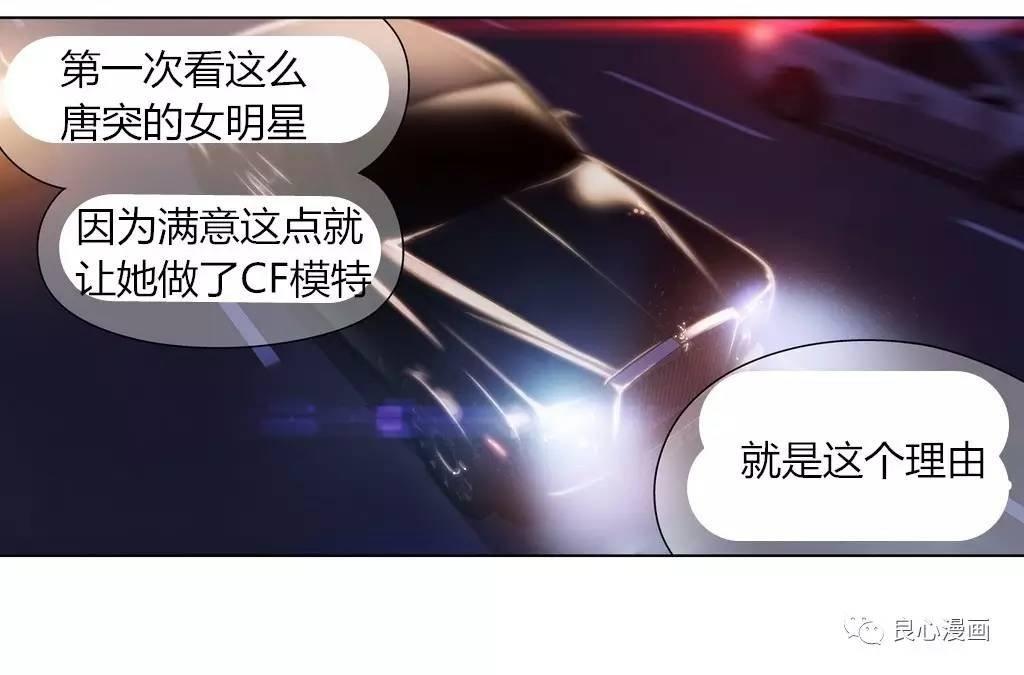 第一次看这么
唐突的女明星
因为满意这点就
让她做了CF模特
就是这个理由
良心漫画